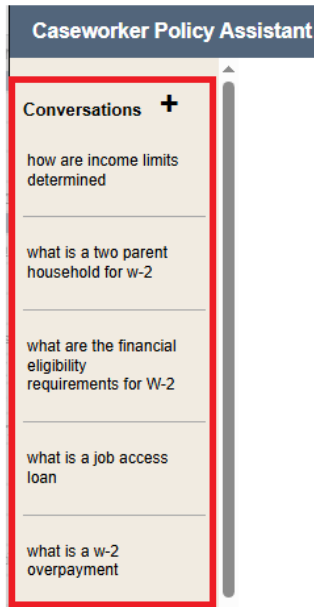 Caseworker Policy Assistant
Conversations +
how are income limits
determined
what is a two parent
household for w-2
what are the financial
eligibility
requirements for W-2
what is a job access
loan
what is a w-2
overpayment